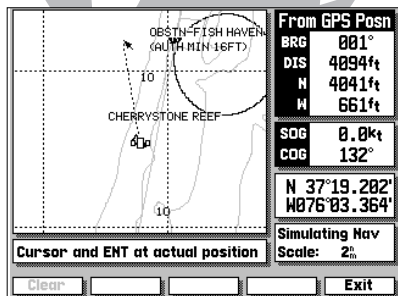 OBSTN-FISH HAVEN
(AUTH MIN 16FT)
10
CHERRYSTONE REEF
10
Cursor and ENT at actual position
From GPS Posn
BRG 001°
DIS 4094ft
N 4041ft
W 661ft
SOG 0.0kt
COG 132°
N 37°19.202'
W076°03.364'
Simulating Nav
Scale: 2nm
Clear
Exit